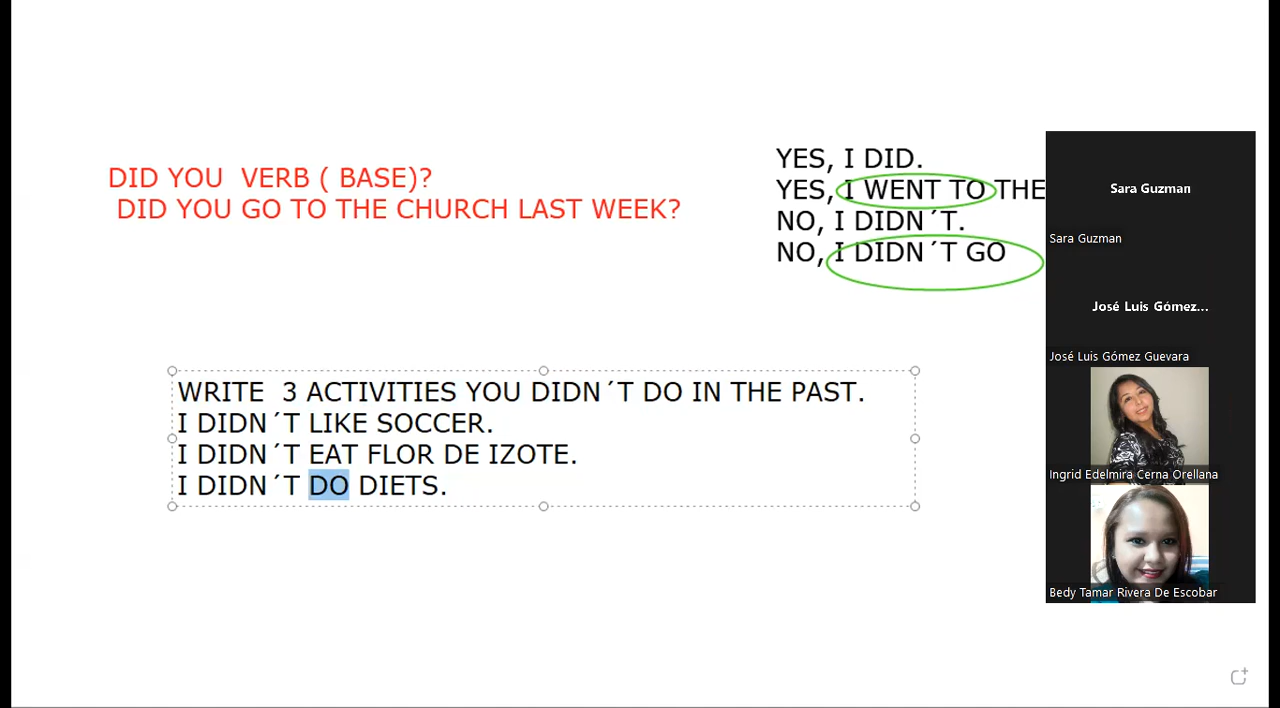 DID YOU VERB ( BASE)?
DID YOU GO TO THE CHURCH LAST WEEK?
YES, I DID.
YES, I WENT TO THE
NO, I DIDN´T.
NO, I DIDN´T GO
WRITE 3 ACTIVITIES YOU DIDN´T DO IN THE PAST.
I DIDN´T LIKE SOCCER.
I DIDN´T EAT FLOR DE IZOTE.
I DIDN´T DO DIETS.
Sara Guzman
Sara Guzman
José Luis Gómez...
José Luis Gómez Guevara
Ingrid Edelmira Cerna Orellana
Bedy Tamar Rivera De Escobar